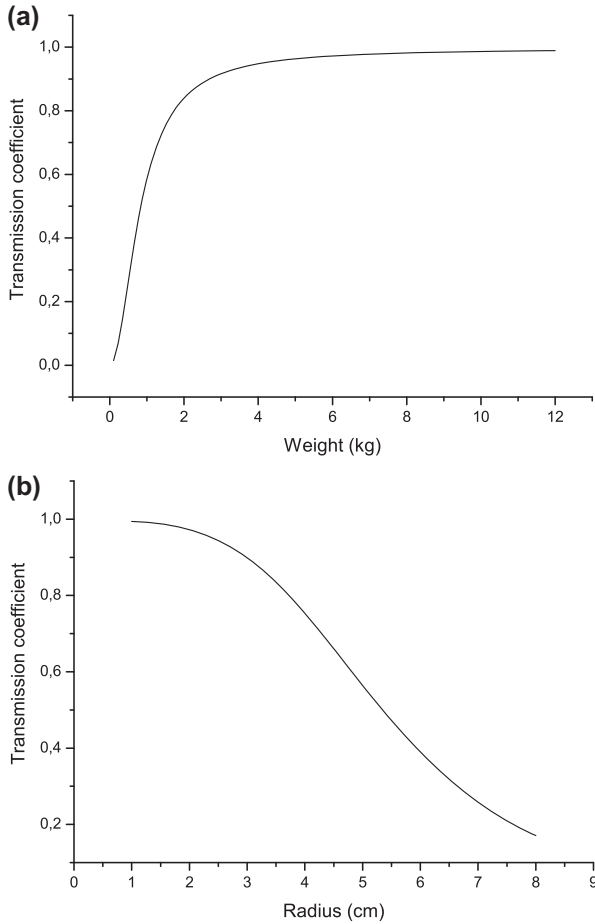 (a)
Transmission coefficient
1,0
0,8
0,6
0,4
0,2
0,0
0 2 4 6 8 10 12
Weight (kg)
(b)
Transmission coefficient
1,0
0,8
0,6
0,4
0,2
0 1 2 3 4 5 6 7 8 9
Radius (cm)